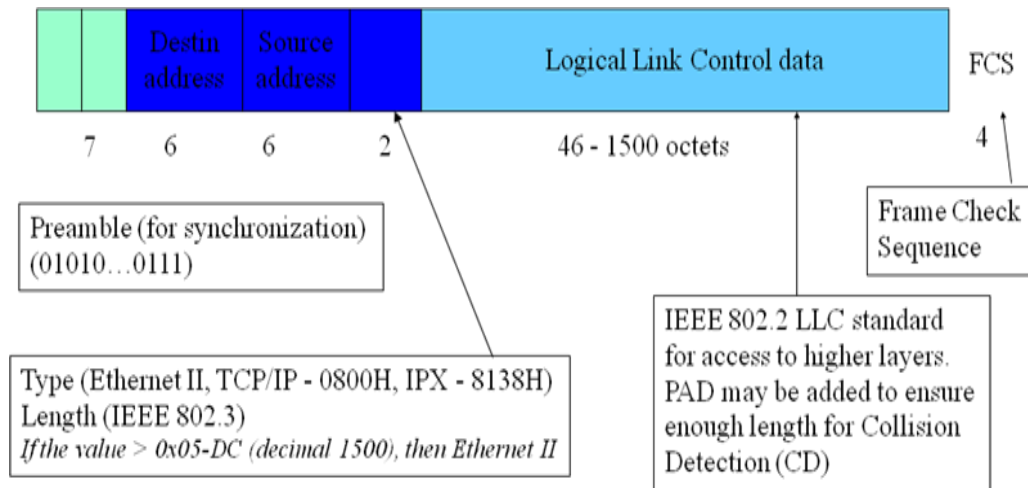 Destin address
Source address
Logical Link Control data
FCS
7
6
6
2
46 - 1500 octets
4
Preamble (for synchronization)
(01010…0111)
Frame Check
Sequence
Type (Ethernet II, TCP/IP - 0800H, IPX - 8138H)
Length (IEEE 802.3)
If the value > 0x05-DC (decimal 1500), then Ethernet II
IEEE 802.2 LLC standard
for access to higher layers.
PAD may be added to ensure
enough length for Collision
Detection (CD)